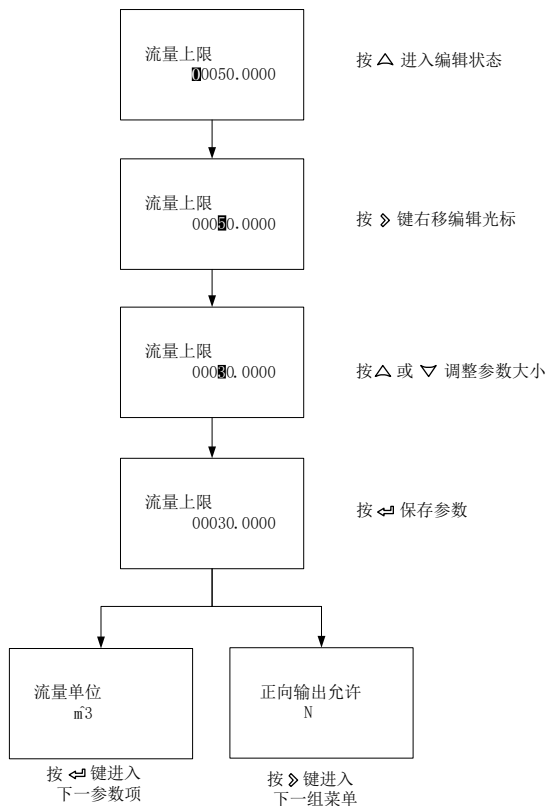 流量上限
00050.0000
按 △ 进入编辑状态
流量上限
00050.0000
按 》 键右移编辑光标
流量上限
00030.0000
按△ 或 ▽ 调整参数大小
流量上限
00030.0000
按 ↵ 保存参数
流量单位
m^3
按 ↵ 键进入
下一参数项
正向输出允许
N
按 》 键进入
下一组菜单